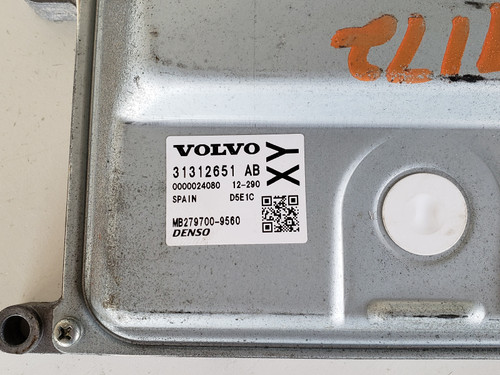 VOLVO
31312651 AB
0000024080 12-290
SPAIN D5E1C
MB279700-9560
DENSO
XY